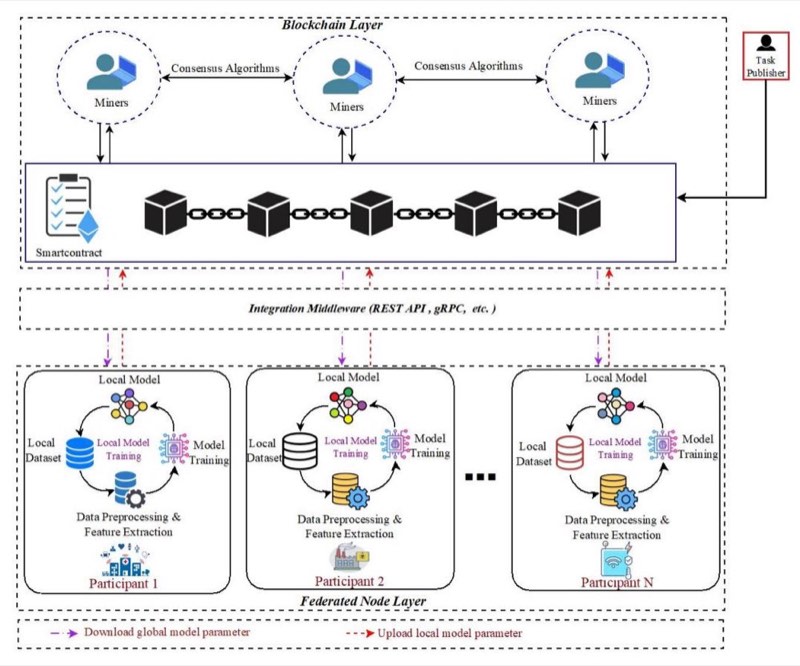 Blockchain Layer
Consensus Algorithms
Consensus Algorithms
Miners
Miners
Miners
Task
Publisher
Smartcontract
Integration Middleware (REST API , gRPC, etc. )
Local Model
Local
Dataset
Local Model
Training
Model
Training
Data Preprocessing &
Feature Extraction
Participant 1
Local Model
Local
Dataset
Local Model
Training
Model
Training
Data Preprocessing &
Feature Extraction
Participant 2
Local Model
Local
Dataset
Local Model
Training
Model
Training
Data Preprocessing &
Feature Extraction
Participant N
Federated Node Layer
Download global model parameter
Upload local model parameter